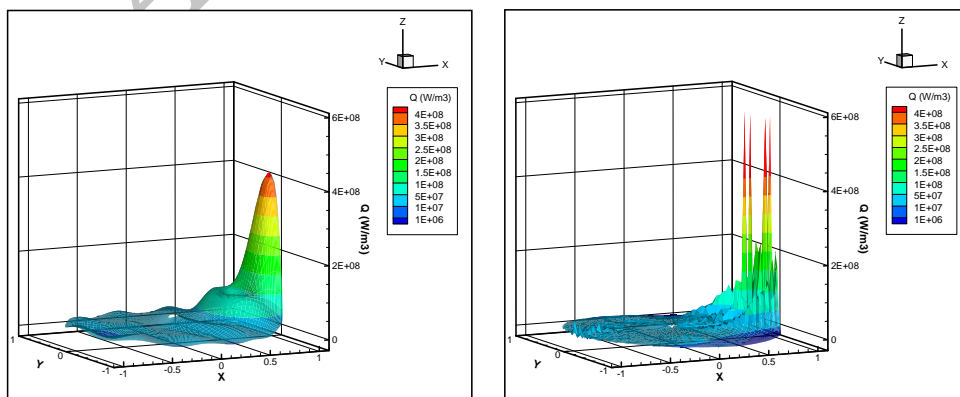 Z
Y
X
Q (W/m3)
4E+08
3.5E+08
3E+08
2.5E+08
2E+08
1.5E+08
1E+08
5E+07
1E+07
1E+06
6E+08
4E+08
2E+08
0
Q (W/m3)
1
0
-1
Y
-1
-0.5
0
0.5
1
X
Z
Y
X
Q (W/m3)
4E+08
3.5E+08
3E+08
2.5E+08
2E+08
1.5E+08
1E+08
5E+07
1E+07
1E+06
6E+08
4E+08
2E+08
0
Q (W/m3)
1
0
-1
Y
-1
-0.5
0
0.5
1
X